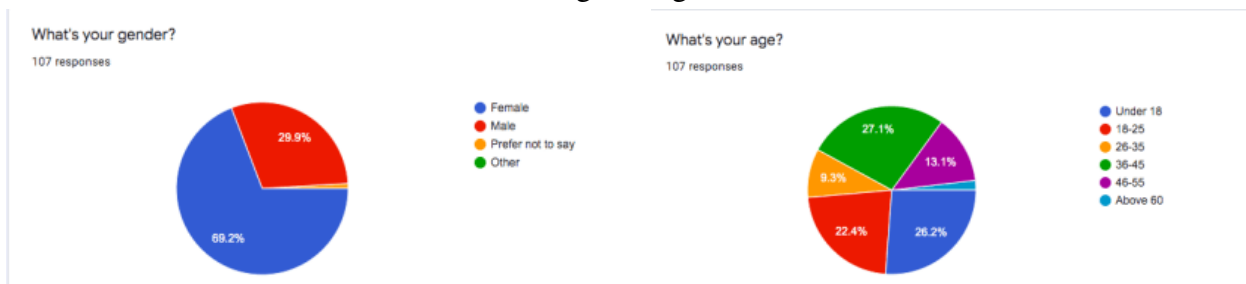 What's your gender?
107 responses
Female
Male
Prefer not to say
Other
29.9%
69.2%
What's your age?
107 responses
Under 18
18-25
26-35
36-45
46-55
Above 60
27.1%
13.1%
9.3%
22.4%
26.2%